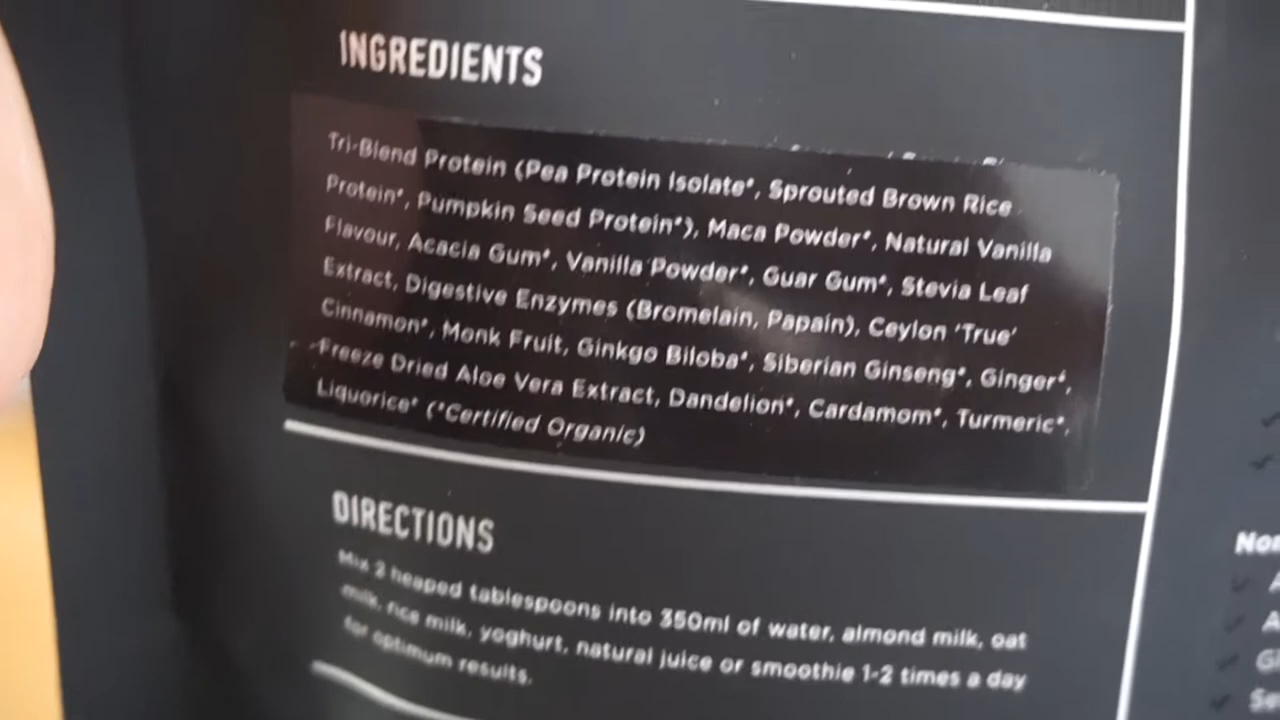 INGREDIENTS
Tri-Blend Protein (Pea Protein Isolate*, Sprouted Brown Rice
Protein*, Pumpkin Seed Protein*), Maca Powder*, Natural Vanilla
Flavour, Acacia Gum*, Vanilla Powder*, Guar Gum*, Stevia Leaf
Extract, Digestive Enzymes (Bromelain, Papain), Ceylon 'True'
Cinnamon*, Monk Fruit, Ginkgo Biloba*, Siberian Ginseng*, Ginger*,
Freeze Dried Aloe Vera Extract, Dandelion*, Cardamom*, Turmeric*,
Liquorice* (*Certified Organic)
DIRECTIONS
Mix 2 heaped tablespoons into 350ml of water, almond milk, oat
milk, rice milk, yoghurt, natural juice or smoothie 1-2 times a day
for optimum results.